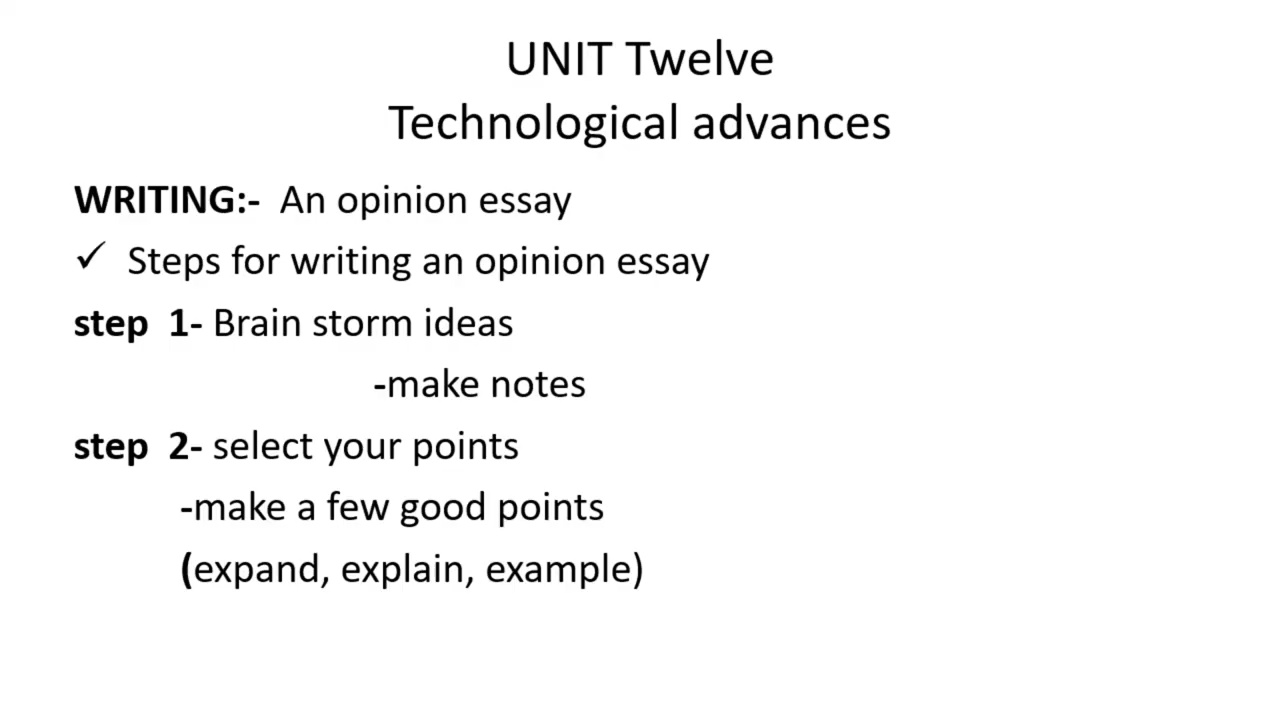 UNIT Twelve
Technological advances
WRITING:- An opinion essay
✓ Steps for writing an opinion essay
step 1- Brain storm ideas
-make notes
step 2- select your points
-make a few good points
(expand, explain, example)